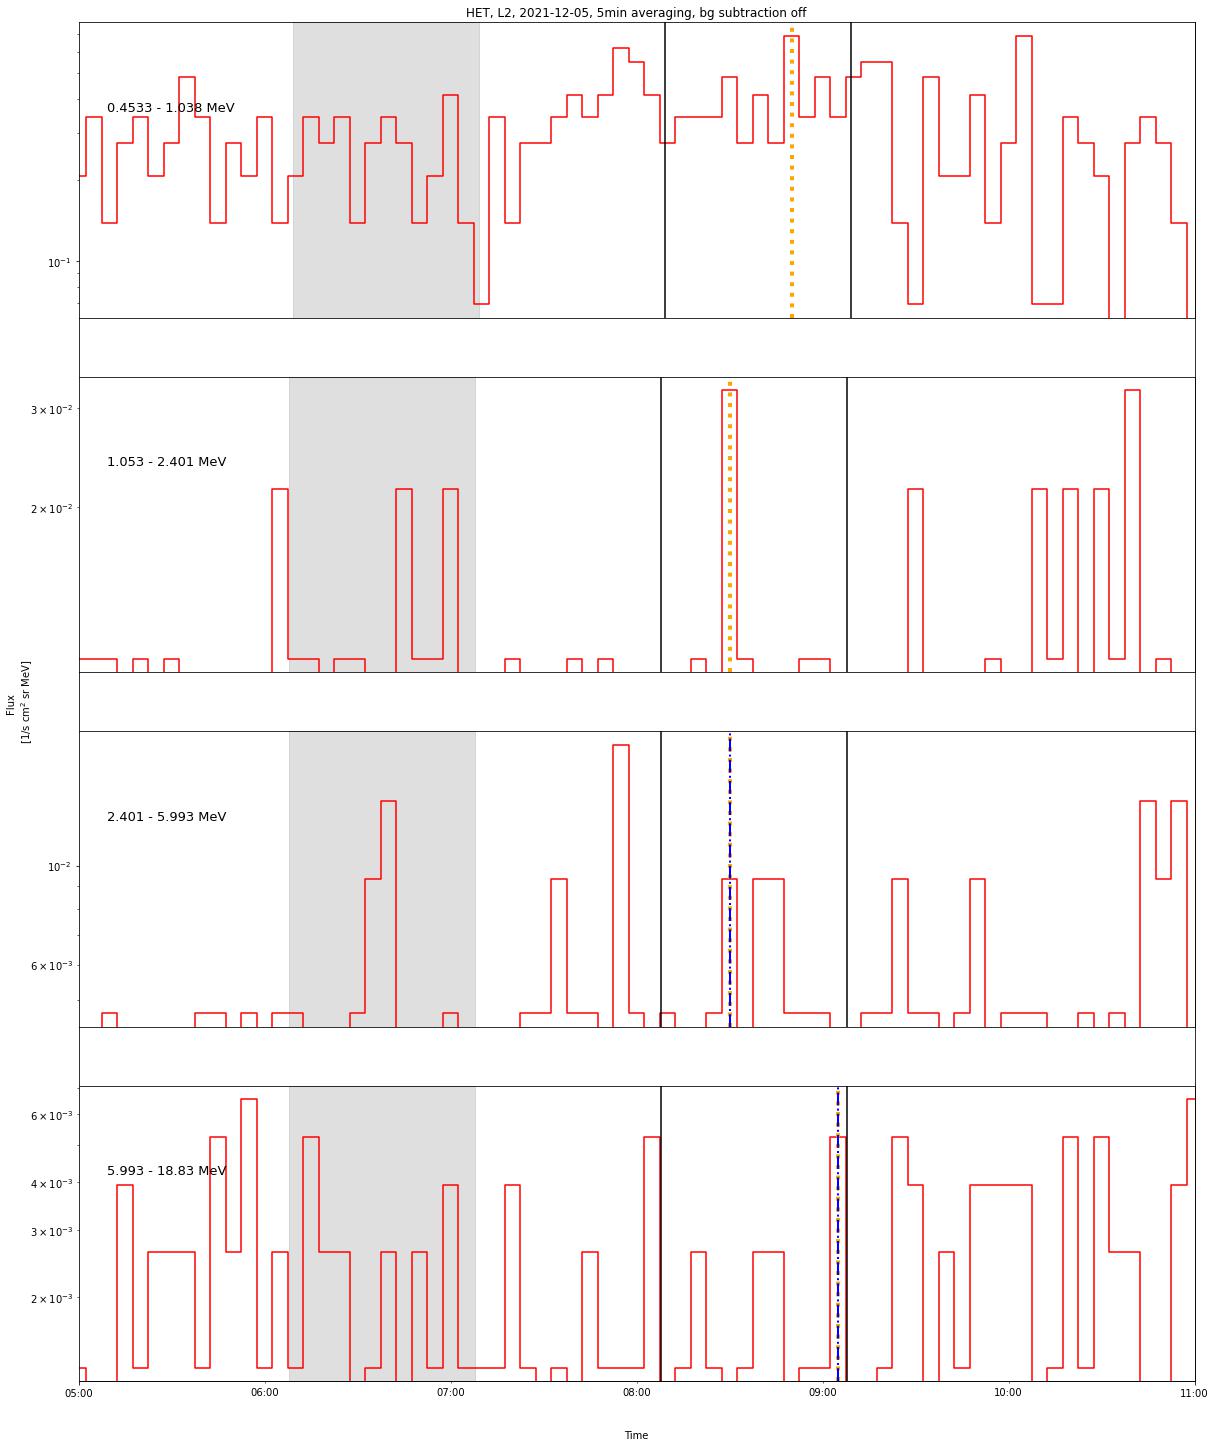 HET, L2, 2021-12-05, 5min averaging, bg subtraction off
0.4533 - 1.038 MeV
10⁻¹
3 × 10⁻²
1.053 - 2.401 MeV
2 × 10⁻²
Flux
[1/s cm² sr MeV]
2.401 - 5.993 MeV
10⁻²
6 × 10⁻³
6 × 10⁻³
5.993 - 18.83 MeV
4 × 10⁻³
3 × 10⁻³
2 × 10⁻³
05:00 06:00 07:00 08:00 09:00 10:00 11:00
Time